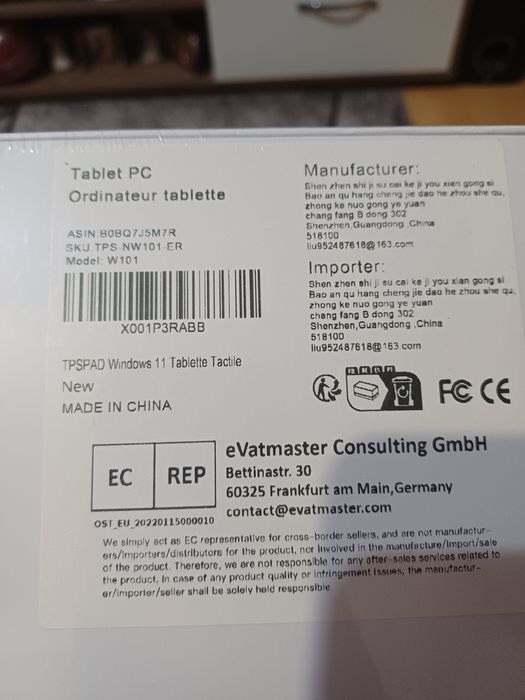 Tablet PC
Ordinateur tablette
ASIN:B0BQ7J5M7R
SKU TPS-NW101-ER
Model: W101
X001P3RABB
TPSPAD Windows 11 Tablette Tactile
New
MADE IN CHINA
Manufacturer:
Shen zhen shi ji su cai ke ji you xian gong si
Bao an qu hang cheng jie dao he zhou she qu,
zhong ke nuo gong ye yuan
chang fang B dong 302
Shenzhen,Guangdong ,China
518100
liu952487618@163.com
Importer:
Shen zhen shi ji su cai ke ji you xian gong si
Bao an qu hang cheng jie dao he zhou she qu,
zhong ke nuo gong ye yuan
chang fang B dong 302
Shenzhen,Guangdong ,China
518100
liu952487618@163.com
FC CE
EC REP
OST_EU_20220115000010
eVatmaster Consulting GmbH
Bettinastr. 30
60325 Frankfurt am Main,Germany
contact@evatmaster.com
We simply act as EC representative for cross-border sellers, and are not manufactur-
ers/importers/distributors for the product, nor involved in the manufacture/import/sale
of the product. Therefore, we are not responsible for any after-sales services related to
the product. In case of any product quality or infringement issues, the manufactur-
er/importer/seller shall be solely held responsible